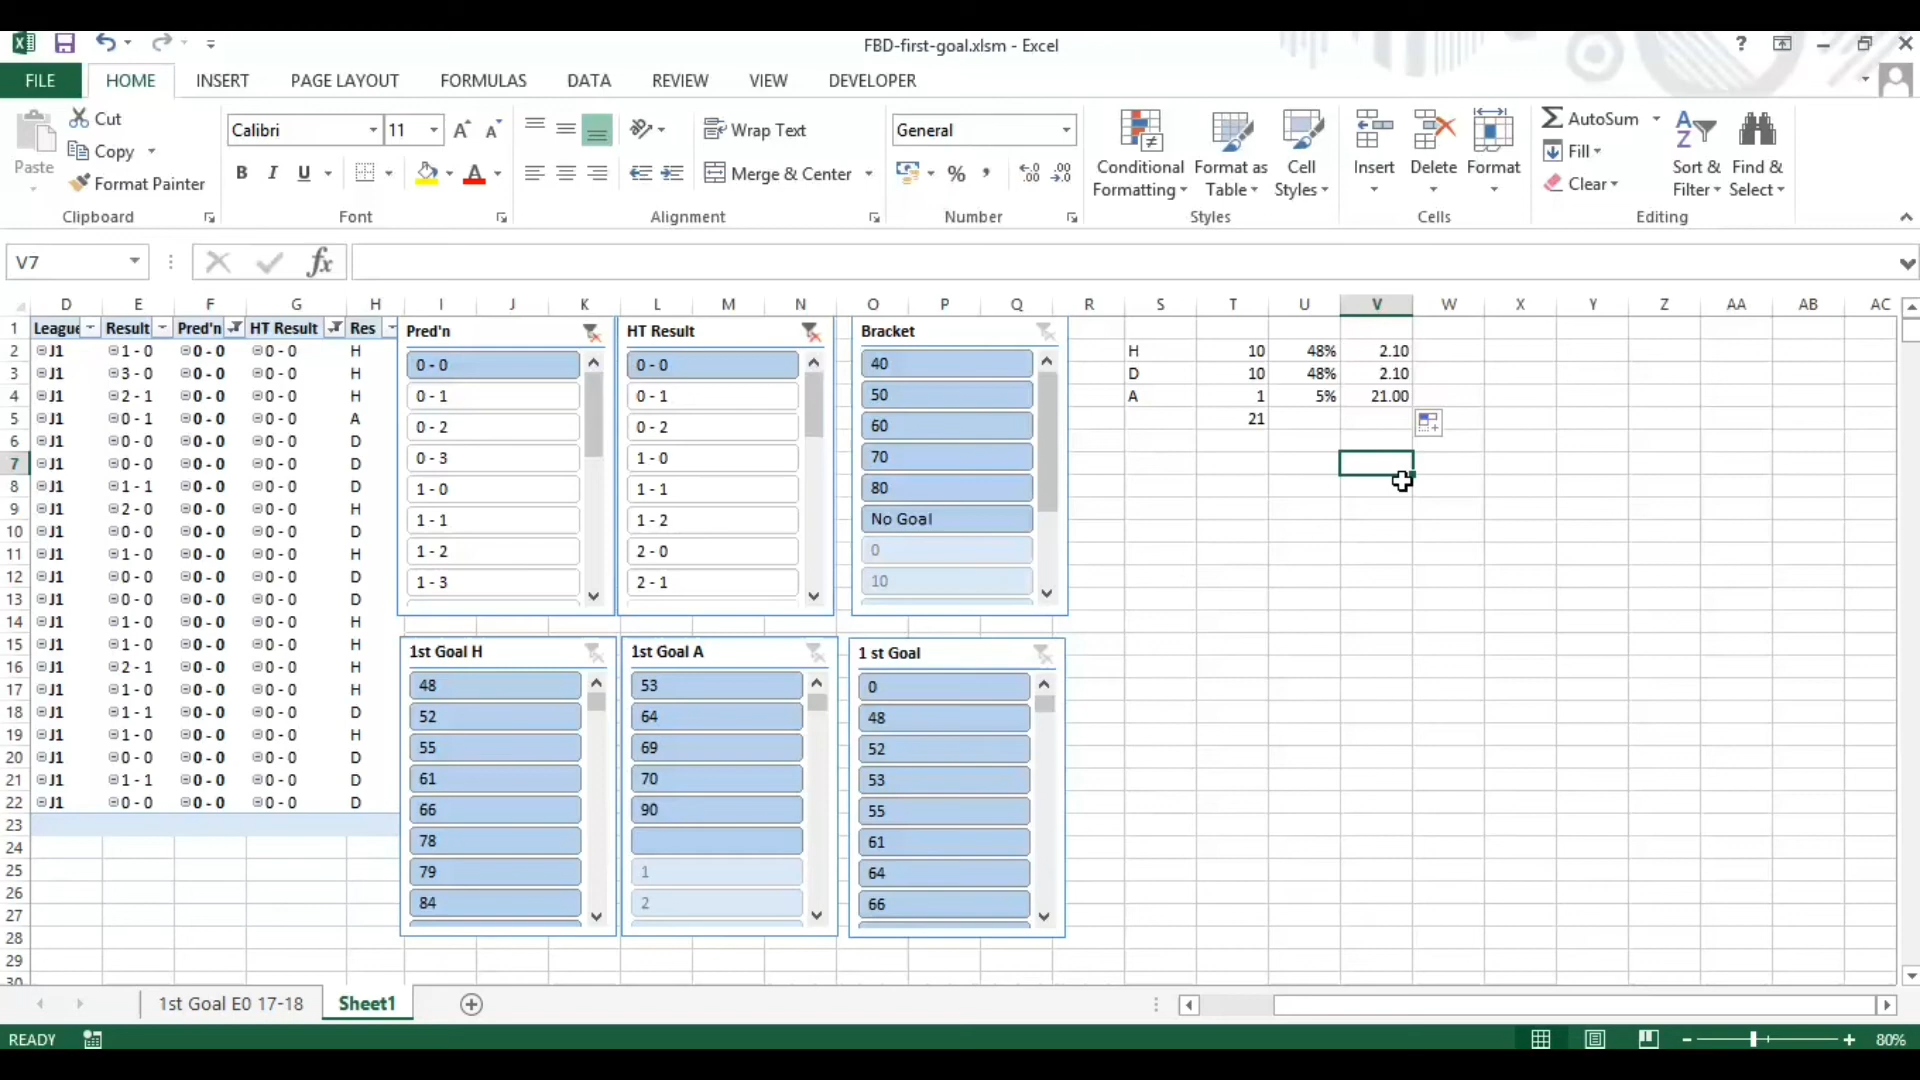 FBD-first-goal.xlsm - Excel
?
FILE HOME INSERT PAGE LAYOUT FORMULAS DATA REVIEW VIEW DEVELOPER
Paste
Cut
Copy
Format Painter
Clipboard
Calibri 11
B I U
Font
Wrap Text
Merge & Center
Alignment
General
%
Number
Conditional Formatting
Format as Table
Cell Styles
Styles
Insert Delete Format
Cells
AutoSum
Fill
Clear
Sort & Filter
Find & Select
Editing
V7
fx
D E F G H I J K L M N O P Q R S T U V W X Y Z AA AB AC
1 League Result Pred'n HT Result Res
2 J1 1 - 0 0 - 0 0 - 0 H
3 J1 3 - 0 0 - 0 0 - 0 H
4 J1 2 - 1 0 - 0 0 - 0 H
5 J1 0 - 1 0 - 0 0 - 0 A
6 J1 0 - 0 0 - 0 0 - 0 D
7 J1 0 - 0 0 - 0 0 - 0 D
8 J1 1 - 1 0 - 0 0 - 0 D
9 J1 2 - 0 0 - 0 0 - 0 H
10 J1 0 - 0 0 - 0 0 - 0 D
11 J1 1 - 0 0 - 0 0 - 0 H
12 J1 0 - 0 0 - 0 0 - 0 D
13 J1 0 - 0 0 - 0 0 - 0 D
14 J1 1 - 0 0 - 0 0 - 0 H
15 J1 1 - 0 0 - 0 0 - 0 H
16 J1 2 - 1 0 - 0 0 - 0 H
17 J1 1 - 0 0 - 0 0 - 0 H
18 J1 1 - 1 0 - 0 0 - 0 D
19 J1 1 - 0 0 - 0 0 - 0 H
20 J1 0 - 0 0 - 0 0 - 0 D
21 J1 1 - 1 0 - 0 0 - 0 D
22 J1 0 - 0 0 - 0 0 - 0 D
23
24
25
26
27
28
29
30
Pred'n
0 - 0
0 - 1
0 - 2
0 - 3
1 - 0
1 - 1
1 - 2
1 - 3
HT Result
0 - 0
0 - 1
0 - 2
1 - 0
1 - 1
1 - 2
2 - 0
2 - 1
Bracket
40
50
60
70
80
No Goal
0
10
H 10 48% 2.10
D 10 48% 2.10
A 1 5% 21.00
21
1st Goal H
48
52
55
61
66
78
79
84
1st Goal A
53
64
69
70
90
1
2
1 st Goal
0
48
52
53
55
61
64
66
1st Goal E0 17-18 Sheet1
READY
80%